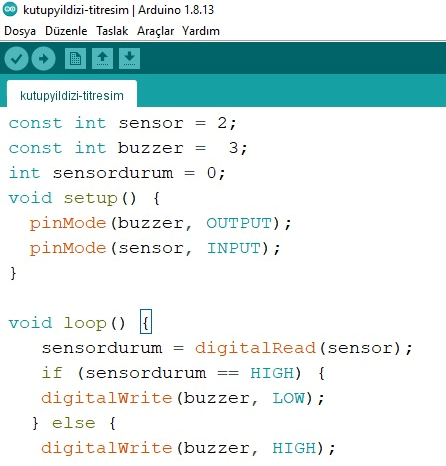 kutupyildizi-titresim | Arduino 1.8.13
Dosya Düzenle Taslak Araçlar Yardım
kutupyildizi-titresim
const int sensor = 2;
const int buzzer =  3;
int sensordurum = 0;
void setup() {
  pinMode(buzzer, OUTPUT);
  pinMode(sensor, INPUT);
}
void loop() {
   sensordurum = digitalRead(sensor);
   if (sensordurum == HIGH) {
   digitalWrite(buzzer, LOW);
  } else {
   digitalWrite(buzzer, HIGH);